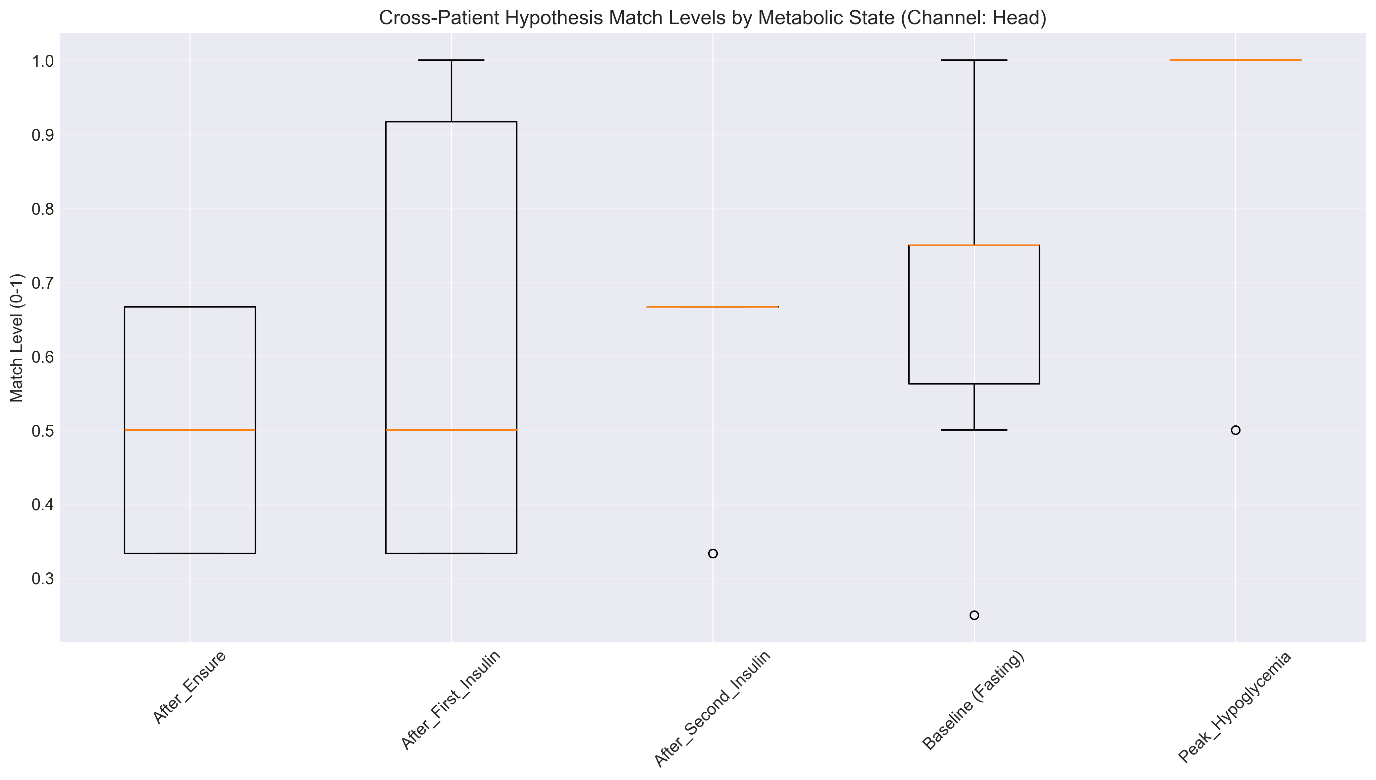 Cross-Patient Hypothesis Match Levels by Metabolic State (Channel: Head)
Match Level (0-1)
1.0
0.9
0.8
0.7
0.6
0.5
0.4
0.3
After_Ensure
After_First_Insulin
After_Second_Insulin
Baseline (Fasting)
Peak_Hypoglycemia